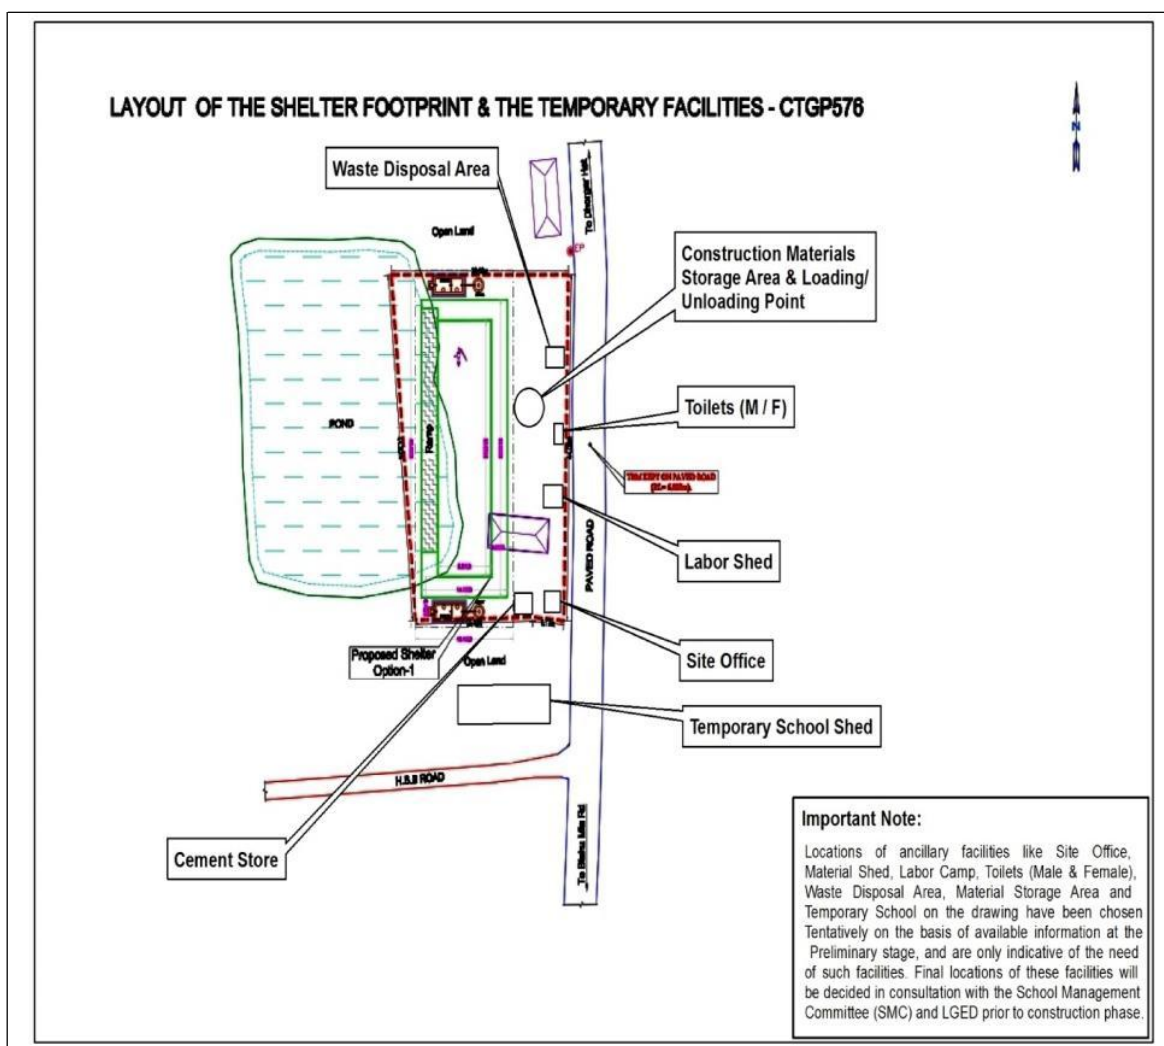 LAYOUT OF THE SHELTER FOOTPRINT & THE TEMPORARY FACILITIES - CTGP576
N
Waste Disposal Area
Open Land
EP
Construction Materials
Storage Area & Loading/
Unloading Point
Toilets (M / F)
POND
Ramp
PAVED ROAD
Labor Shed
Proposed Shelter
Option-1
Open Land
Site Office
Temporary School Shed
H.B.B ROAD
Cement Store
Important Note:
Locations of ancillary facilities like Site Office,
Material Shed, Labor Camp, Toilets (Male & Female),
Waste Disposal Area, Material Storage Area and
Temporary School on the drawing have been chosen
Tentatively on the basis of available information at the
Preliminary stage, and are only indicative of the need
of such facilities. Final locations of these facilities will
be decided in consultation with the School Management
Committee (SMC) and LGED prior to construction phase.